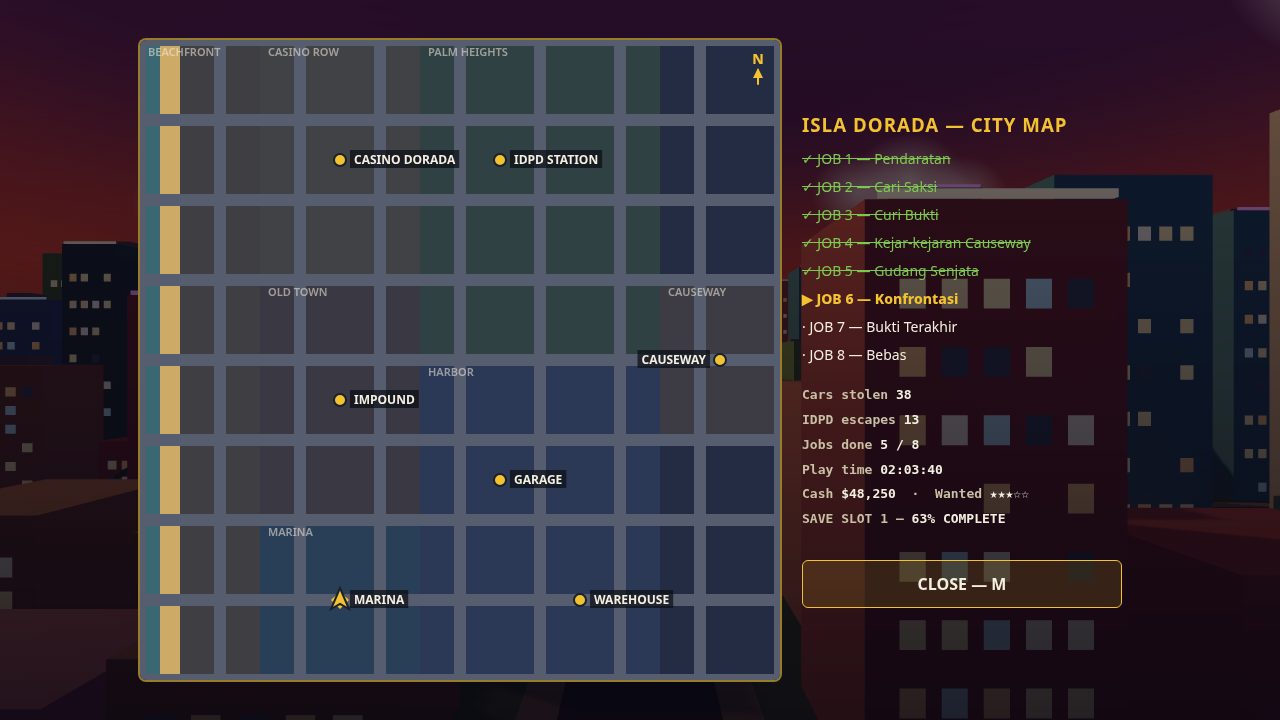 BEACHFRONT
CASINO ROW
PALM HEIGHTS
N
CASINO DORADA
IDPD STATION
OLD TOWN
CAUSEWAY
CAUSEWAY
HARBOR
IMPOUND
GARAGE
MARINA
MARINA
WAREHOUSE
ISLA DORADA — CITY MAP
✓ JOB 1 — Pendaratan
✓ JOB 2 — Cari Saksi
✓ JOB 3 — Curi Bukti
✓ JOB 4 — Kejar-kejaran Causeway
✓ JOB 5 — Gudang Senjata
▶ JOB 6 — Konfrontasi
· JOB 7 — Bukti Terakhir
· JOB 8 — Bebas
Cars stolen 38
IDPD escapes 13
Jobs done 5 / 8
Play time 02:03:40
Cash $48,250 · Wanted ★★★☆☆
SAVE SLOT 1 — 63% COMPLETE
CLOSE — M